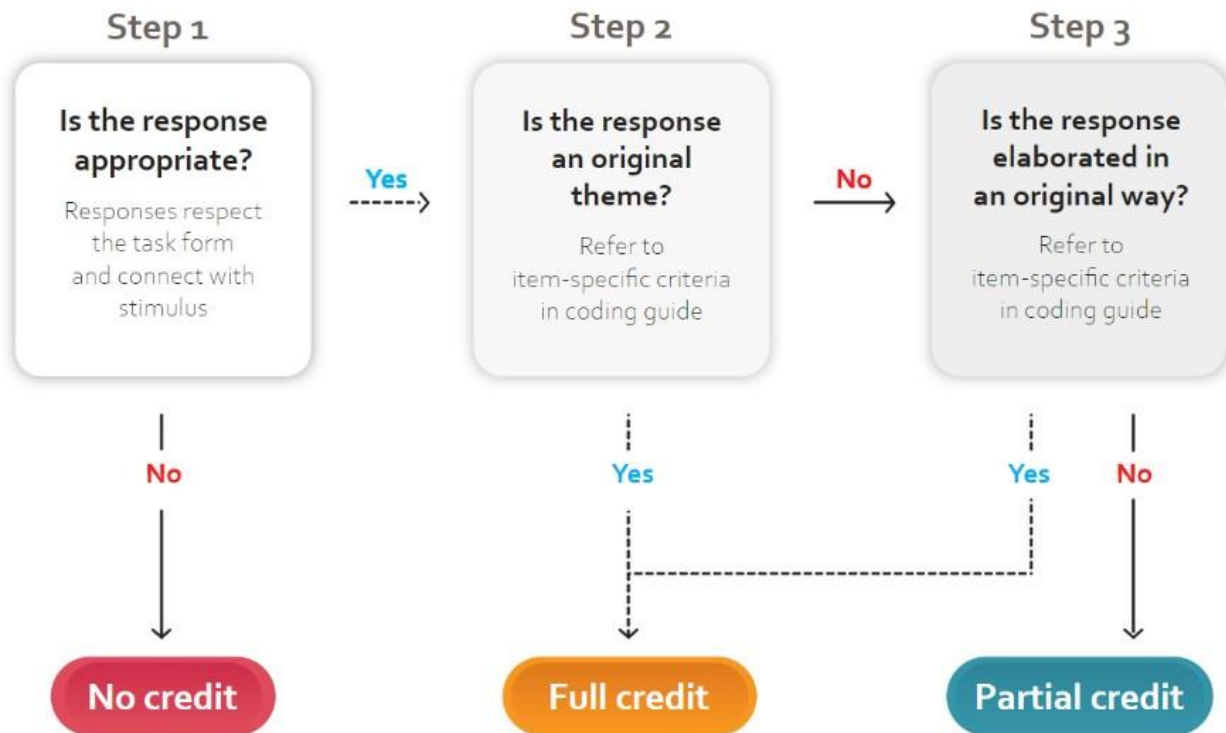 Step 1
Is the response
appropriate?
Responses respect
the task form
and connect with
stimulus
Yes
No
No credit
Step 2
Is the response
an original
theme?
Refer to
item-specific criteria
in coding guide
No
Yes
Full credit
Step 3
Is the response
elaborated in
an original way?
Refer to
item-specific criteria
in coding guide
Yes
No
Partial credit